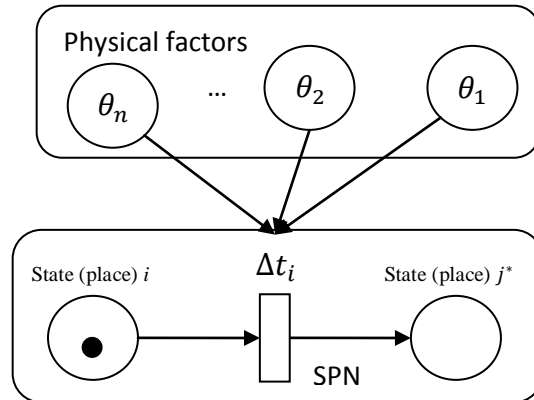 Physical factors
θₙ ... θ₂ θ₁
Δtᵢ
State (place) i State (place) j*
SPN